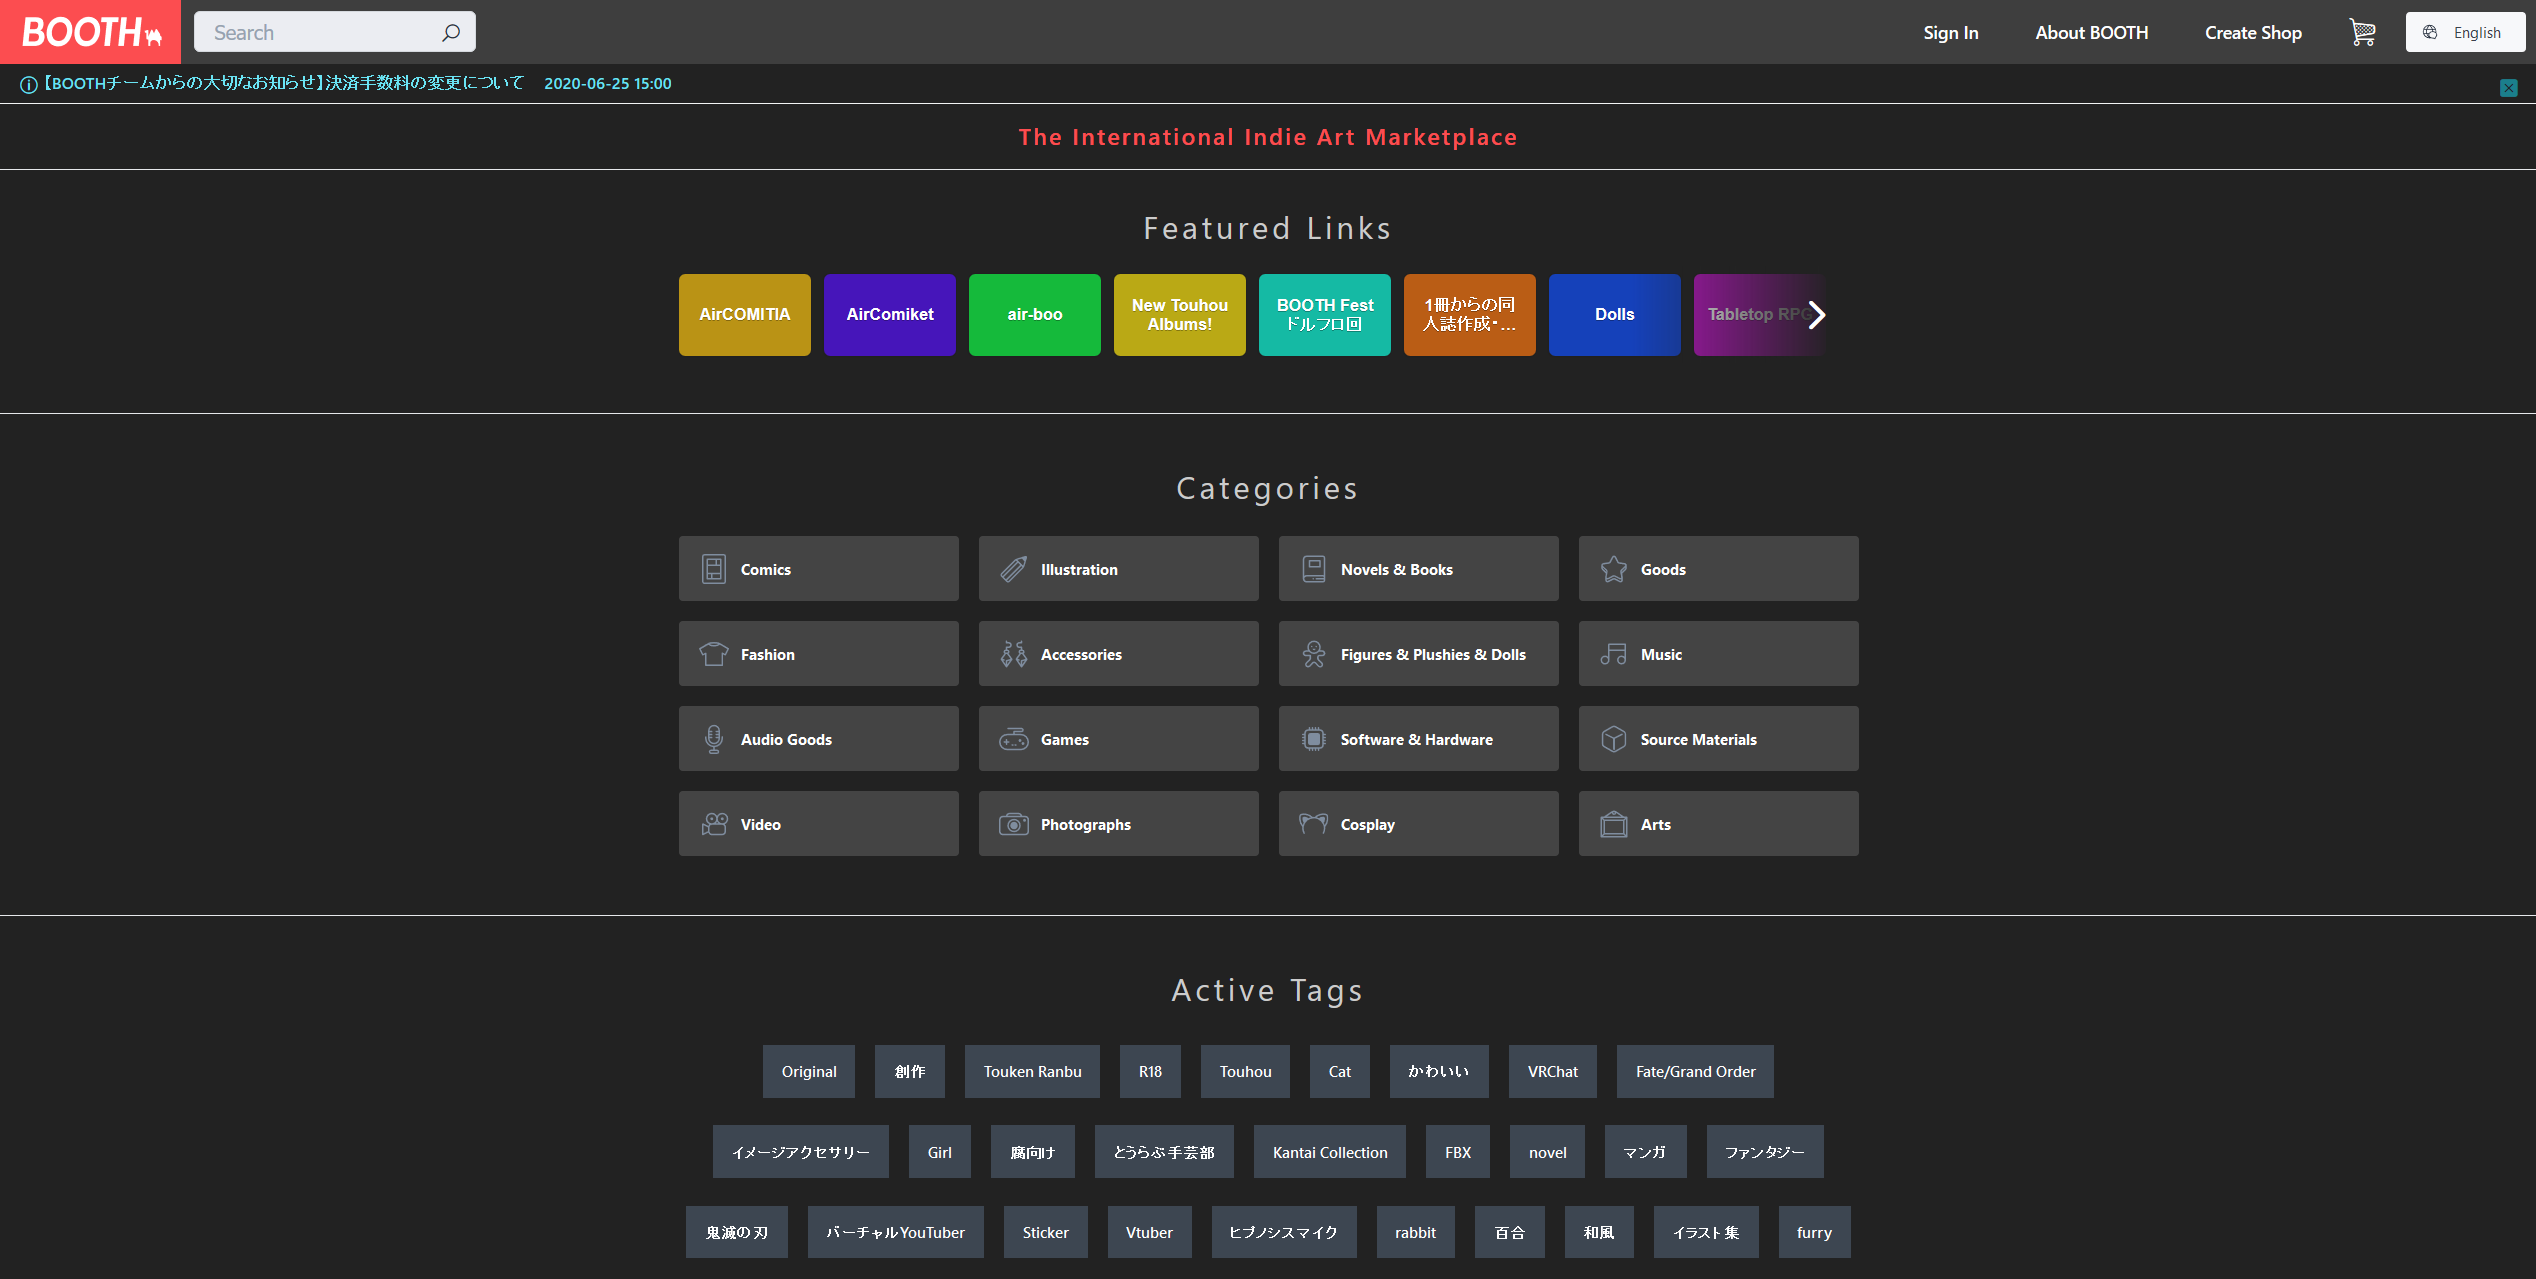 BOOTH
Search
Sign In
About BOOTH
Create Shop
English
【BOOTHチームからの大切なお知らせ】決済手数料の変更について 2020-06-25 15:00
The International Indie Art Marketplace
Featured Links
AirCOMITIA
AirComiket
air-boo
New Touhou
Albums!
BOOTH Fest
ドルフロ回
1冊からの同
人誌作成・...
Dolls
Tabletop RPG
Categories
Comics
Illustration
Novels & Books
Goods
Fashion
Accessories
Figures & Plushies & Dolls
Music
Audio Goods
Games
Software & Hardware
Source Materials
Video
Photographs
Cosplay
Arts
Active Tags
Original
創作
Touken Ranbu
R18
Touhou
Cat
かわいい
VRChat
Fate/Grand Order
イメージアクセサリー
Girl
腐向け
とうらぶ手芸部
Kantai Collection
FBX
novel
マンガ
ファンタジー
鬼滅の刃
バーチャルYouTuber
Sticker
Vtuber
ヒプノシスマイク
rabbit
百合
和風
イラスト集
furry